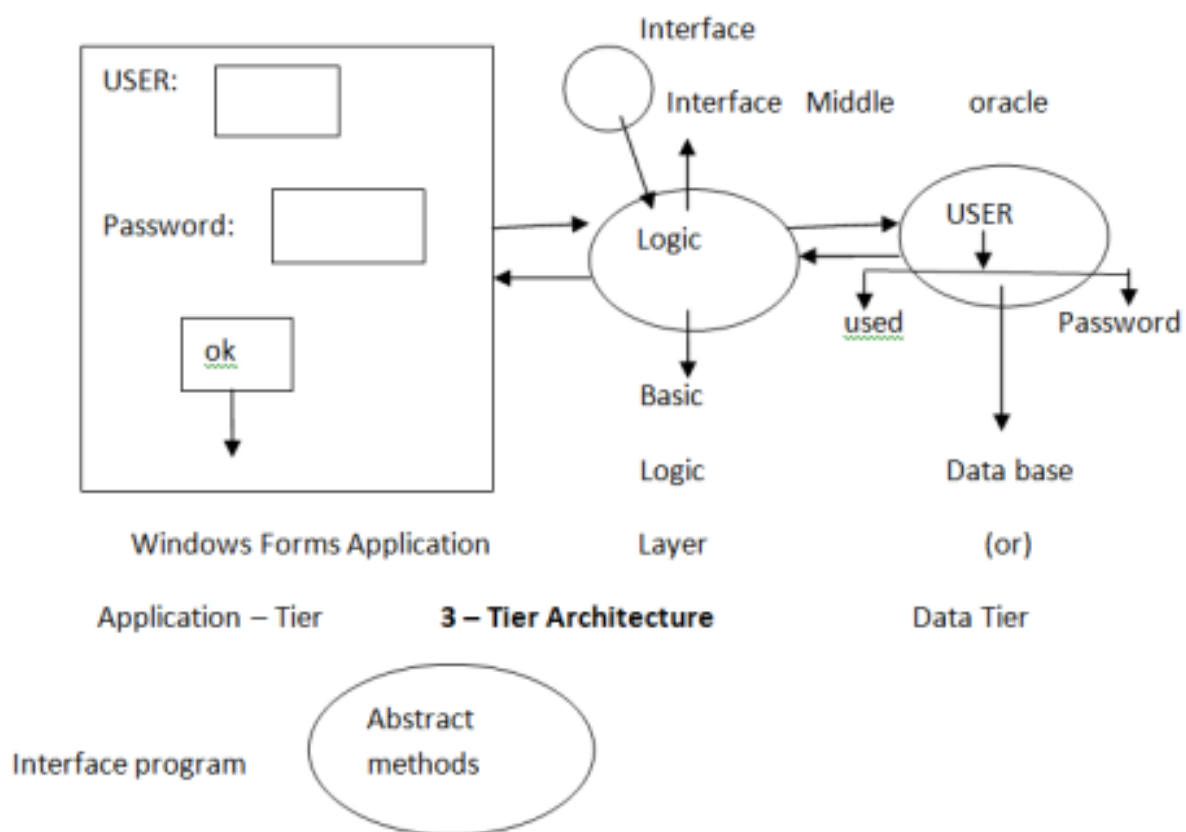 Interface
USER:
Interface Middle oracle
Password:
Logic
USER
used
Password
ok
Basic
Logic
Data base
Windows Forms Application
Layer
(or)
Application – Tier
3 – Tier Architecture
Data Tier
Abstract
methods
Interface program